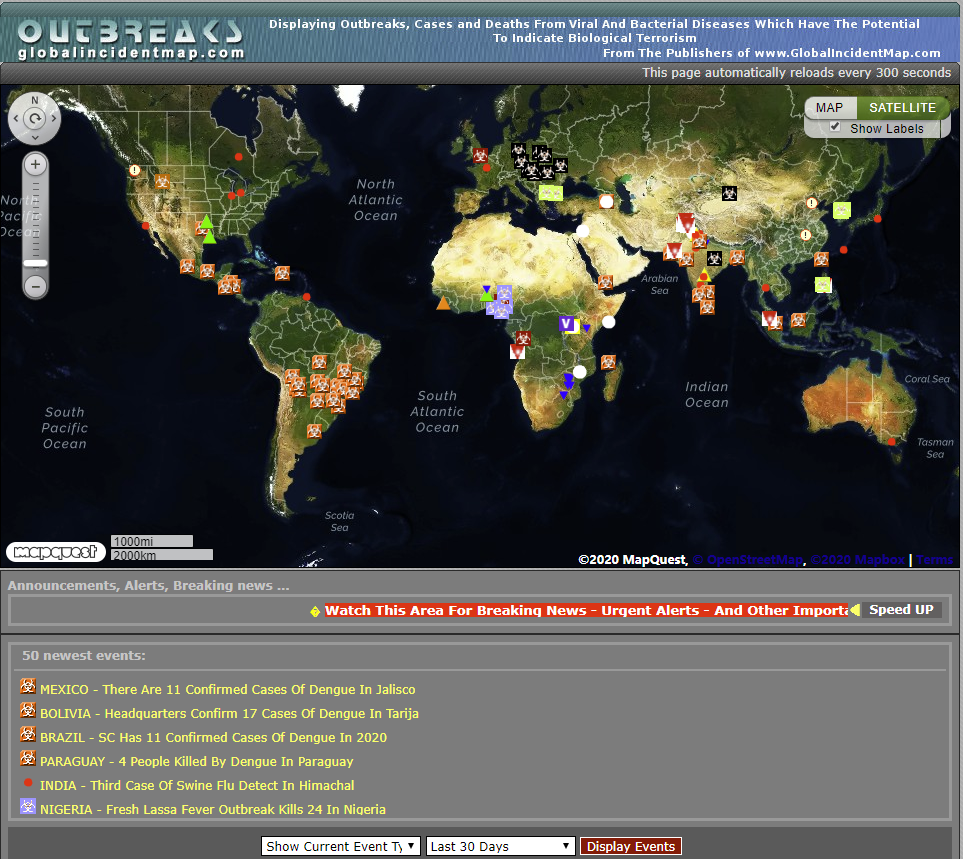 OUTBREAKS
globalincidentmap.com
Displaying Outbreaks, Cases and Deaths From Viral And Bacterial Diseases Which Have The Potential
To Indicate Biological Terrorism
From The Publishers of www.GlobalIncidentMap.com
This page automatically reloads every 300 seconds
N
MAP SATELLITE
Show Labels
North
Pacific
Ocean
North
Atlantic
Ocean
Arabian
Sea
South
Pacific
Ocean
South
Atlantic
Ocean
Indian
Ocean
Coral Sea
Tasman
Sea
Scotia
Sea
V
mapquest
1000mi
2000km
©2020 MapQuest, © OpenStreetMap, ©2020 Mapbox | Terms
Announcements, Alerts, Breaking news ...
Watch This Area For Breaking News - Urgent Alerts - And Other Importa
Speed UP
50 newest events:
MEXICO - There Are 11 Confirmed Cases Of Dengue In Jalisco
BOLIVIA - Headquarters Confirm 17 Cases Of Dengue In Tarija
BRAZIL - SC Has 11 Confirmed Cases Of Dengue In 2020
PARAGUAY - 4 People Killed By Dengue In Paraguay
INDIA - Third Case Of Swine Flu Detect In Himachal
NIGERIA - Fresh Lassa Fever Outbreak Kills 24 In Nigeria
Show Current Event Ty Last 30 Days Display Events